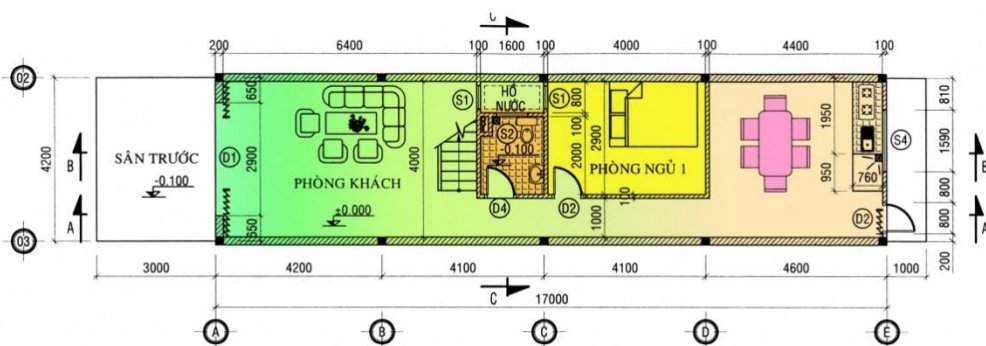 C
200 6400 100 1600 100 4000 100 4400 100
02
650
S1
HỒ
NƯỚC
S1
800
810
B
4200
SÂN TRƯỚC
-0.100
D1
2900
PHÒNG KHÁCH
4000
S2
-0.100
100
2000
2900
PHÒNG NGỦ 1
1950
950
760
S4
1590
800
B
A
±0.000
650
D4
D2
100
1000
D2
800
200
A
03
3000 4200 4100 4100 4600 1000
C
17000
A B C D E